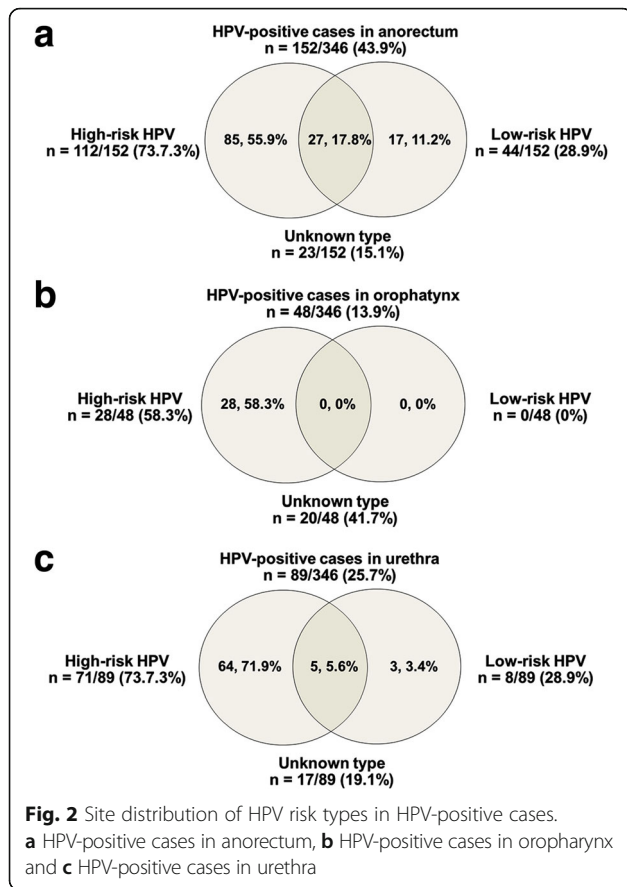 a
HPV-positive cases in anorectum
n = 152/346 (43.9%)
High-risk HPV
n = 112/152 (73.7.3%)
85, 55.9%
27, 17.8%
17, 11.2%
Low-risk HPV
n = 44/152 (28.9%)
Unknown type
n = 23/152 (15.1%)
b
HPV-positive cases in orophatynx
n = 48/346 (13.9%)
High-risk HPV
n = 28/48 (58.3%)
28, 58.3%
0, 0%
0, 0%
Low-risk HPV
n = 0/48 (0%)
Unknown type
n = 20/48 (41.7%)
c
HPV-positive cases in urethra
n = 89/346 (25.7%)
High-risk HPV
n = 71/89 (73.7.3%)
64, 71.9%
5, 5.6%
3, 3.4%
Low-risk HPV
n = 8/89 (28.9%)
Unknown type
n = 17/89 (19.1%)
Fig. 2 Site distribution of HPV risk types in HPV-positive cases.
a HPV-positive cases in anorectum, b HPV-positive cases in oropharynx
and c HPV-positive cases in urethra